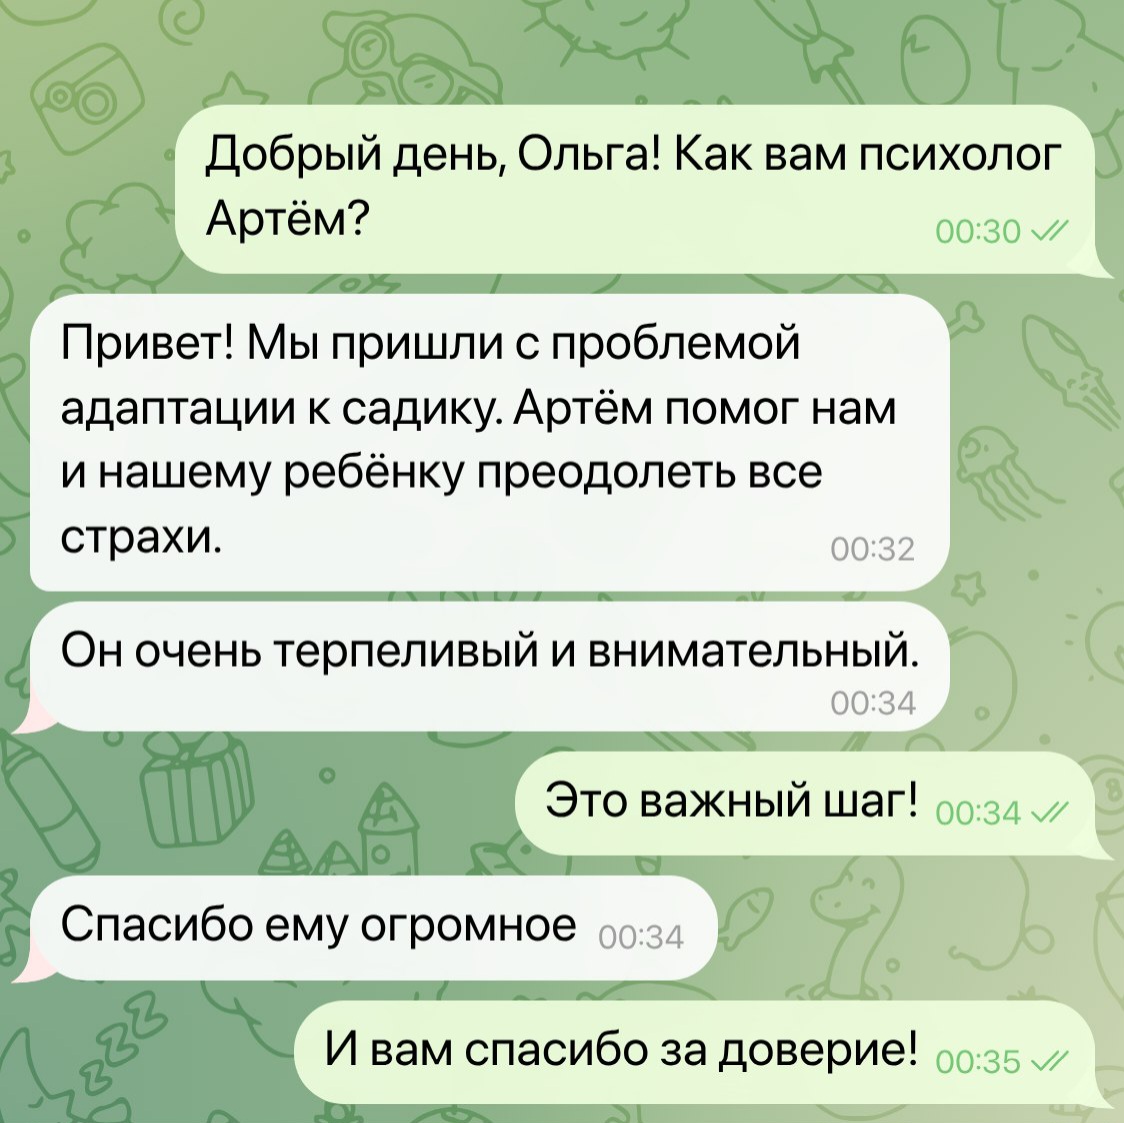 Добрый день, Ольга! Как вам психолог
Артём?
00:30
Привет! Мы пришли с проблемой
адаптации к садику. Артём помог нам
и нашему ребёнку преодолеть все
страхи.
00:32
Он очень терпеливый и внимательный.
00:34
Это важный шаг! 00:34
Спасибо ему огромное 00:34
И вам спасибо за доверие! 00:35